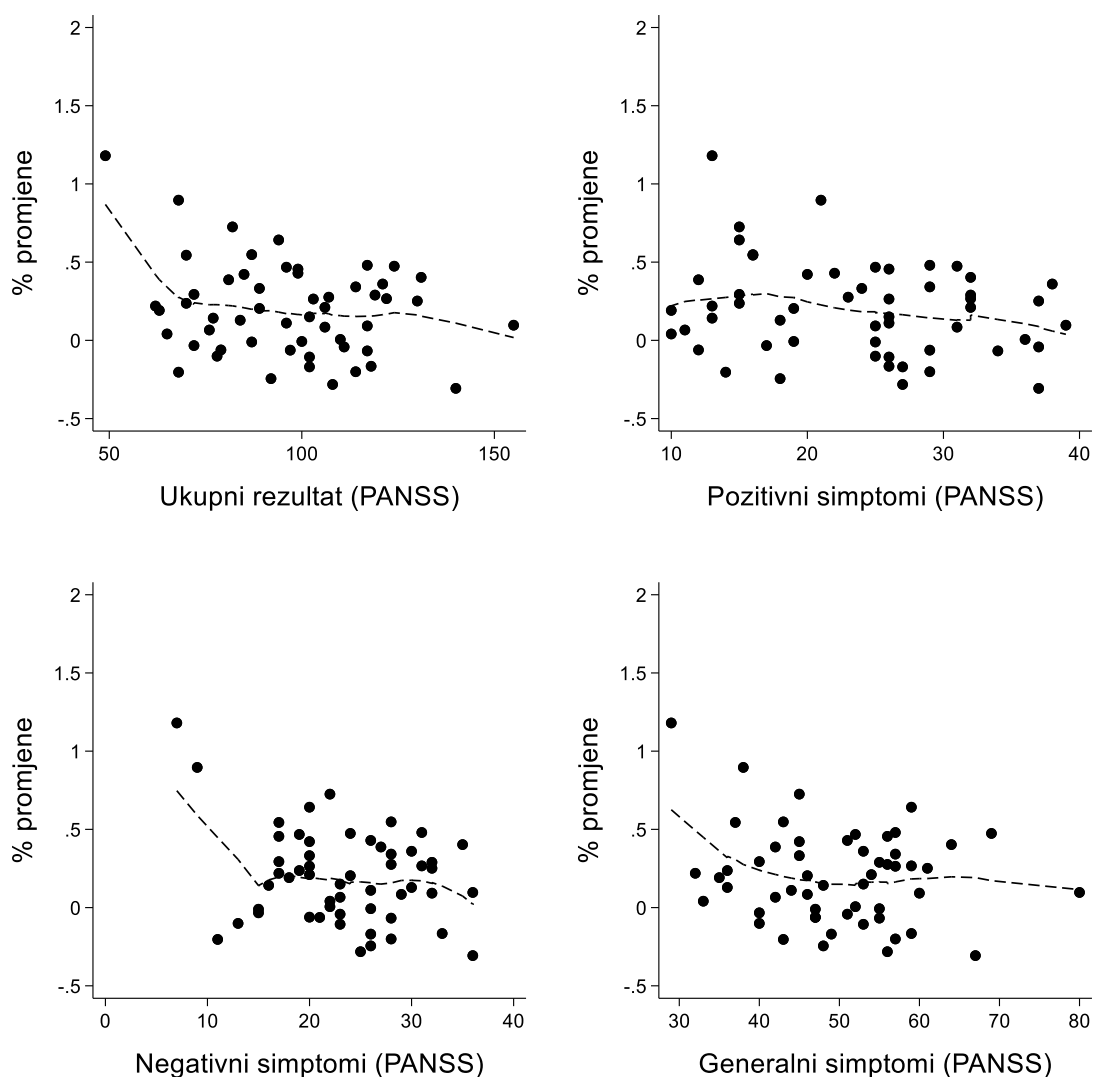 % promjene
2
1.5
1
.5
0
-.5
50 100 150
Ukupni rezultat (PANSS)
% promjene
2
1.5
1
.5
0
-.5
10 20 30 40
Pozitivni simptomi (PANSS)
% promjene
2
1.5
1
.5
0
-.5
0 10 20 30 40
Negativni simptomi (PANSS)
% promjene
2
1.5
1
.5
0
-.5
30 40 50 60 70 80
Generalni simptomi (PANSS)